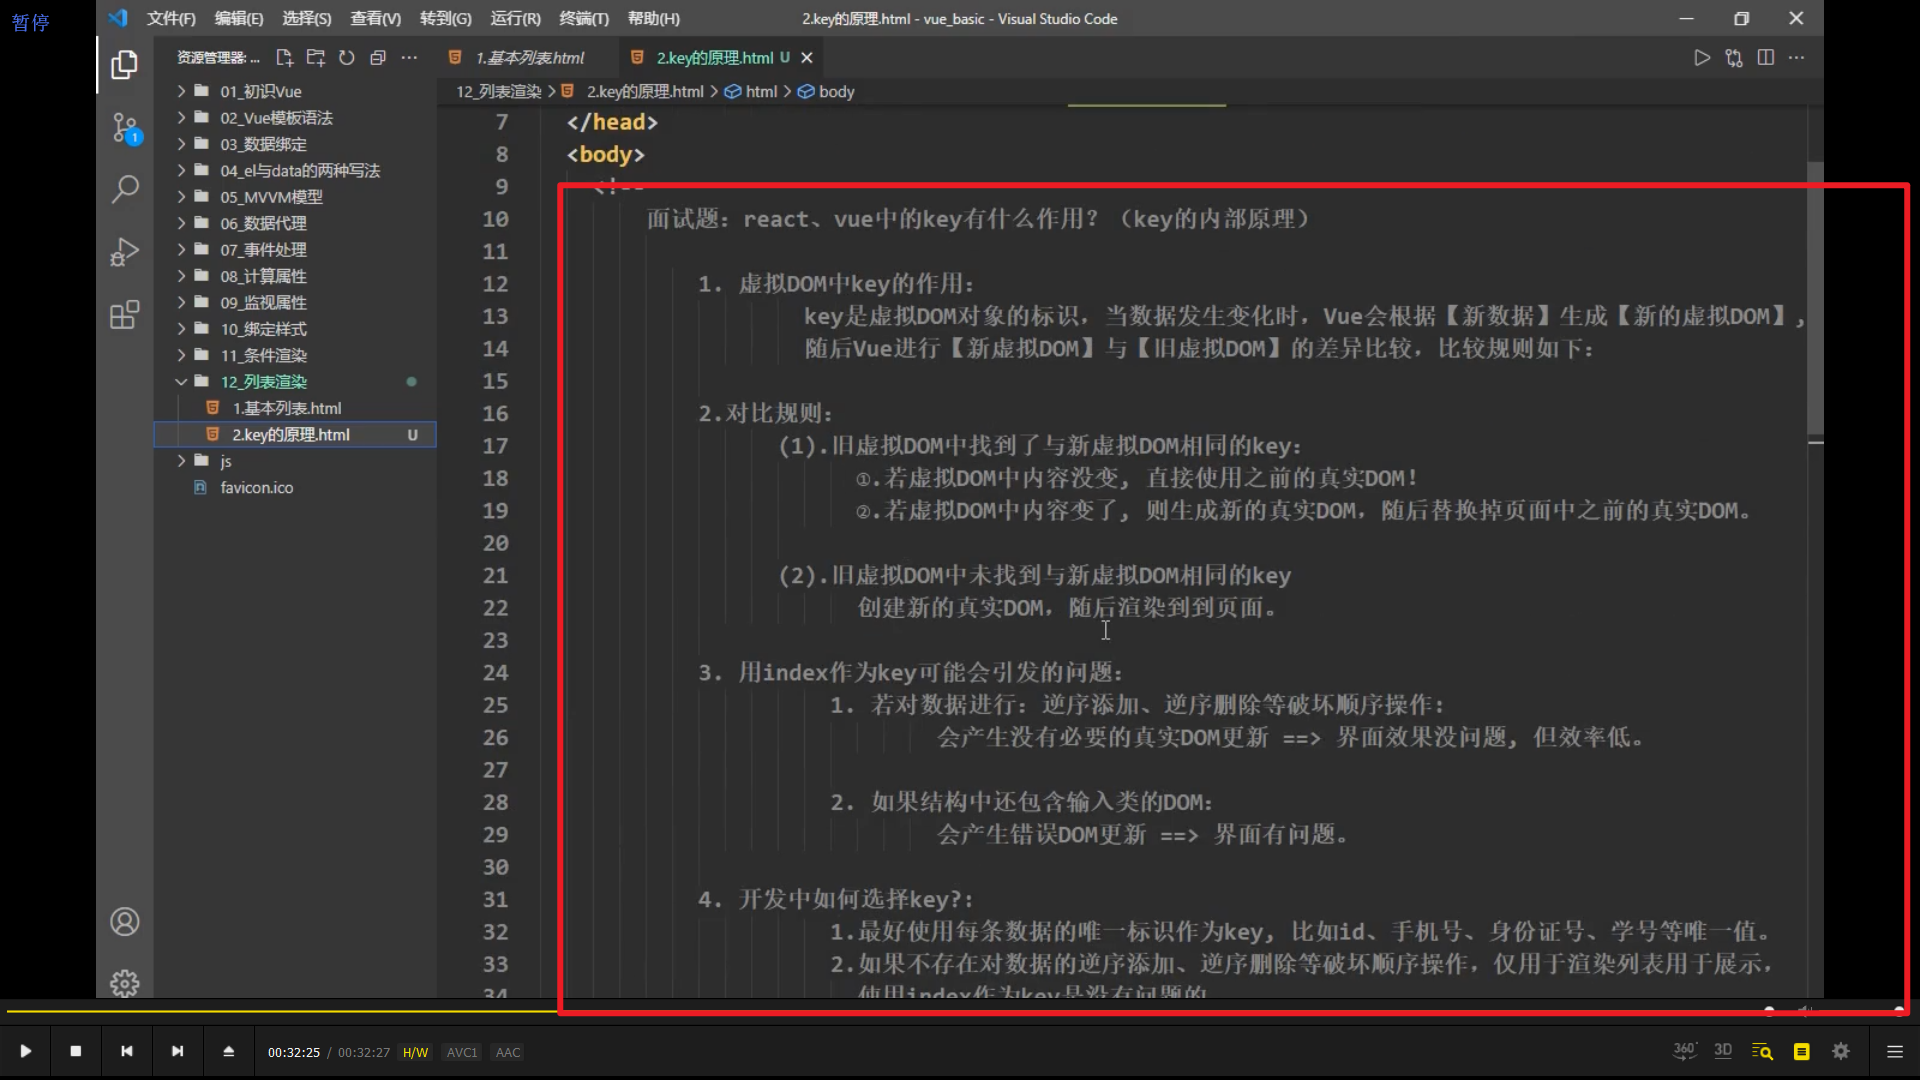 暂停
文件(F) 编辑(E) 选择(S) 查看(V) 转到(G) 运行(R) 终端(T) 帮助(H) 2.key的原理.html - vue_basic - Visual Studio Code
资源管理器: ...
1.基本列表.html
2.key的原理.html U
12_列表渲染 > 2.key的原理.html > html > body
01_初识Vue
02_Vue模板语法
03_数据绑定
04_el与data的两种写法
05_MVVM模型
06_数据代理
07_事件处理
08_计算属性
09_监视属性
10_绑定样式
11_条件渲染
12_列表渲染
1.基本列表.html
2.key的原理.html U
js
favicon.ico
1
7 </head>
8 <body>
9 <!--
10 面试题：react、vue中的key有什么作用？（key的内部原理）
11
12 1. 虚拟DOM中key的作用：
13 key是虚拟DOM对象的标识，当数据发生变化时，Vue会根据【新数据】生成【新的虚拟DOM】,
14 随后Vue进行【新虚拟DOM】与【旧虚拟DOM】的差异比较，比较规则如下：
15
16 2.对比规则：
17 (1).旧虚拟DOM中找到了与新虚拟DOM相同的key：
18 ①.若虚拟DOM中内容没变, 直接使用之前的真实DOM！
19 ②.若虚拟DOM中内容变了, 则生成新的真实DOM，随后替换掉页面中之前的真实DOM。
20
21 (2).旧虚拟DOM中未找到与新虚拟DOM相同的key
22 创建新的真实DOM，随后渲染到到页面。
23
24 3. 用index作为key可能会引发的问题：
25 1. 若对数据进行：逆序添加、逆序删除等破坏顺序操作:
26 会产生没有必要的真实DOM更新 ==> 界面效果没问题, 但效率低。
27
28 2. 如果结构中还包含输入类的DOM：
29 会产生错误DOM更新 ==> 界面有问题。
30
31 4. 开发中如何选择key?:
32 1.最好使用每条数据的唯一标识作为key, 比如id、手机号、身份证号、学号等唯一值。
33 2.如果不存在对数据的逆序添加、逆序删除等破坏顺序操作，仅用于渲染列表用于展示，
34 使用index作为key是没有问题的
00:32:25 / 00:32:27 H/W AVC1 AAC
360° 3D